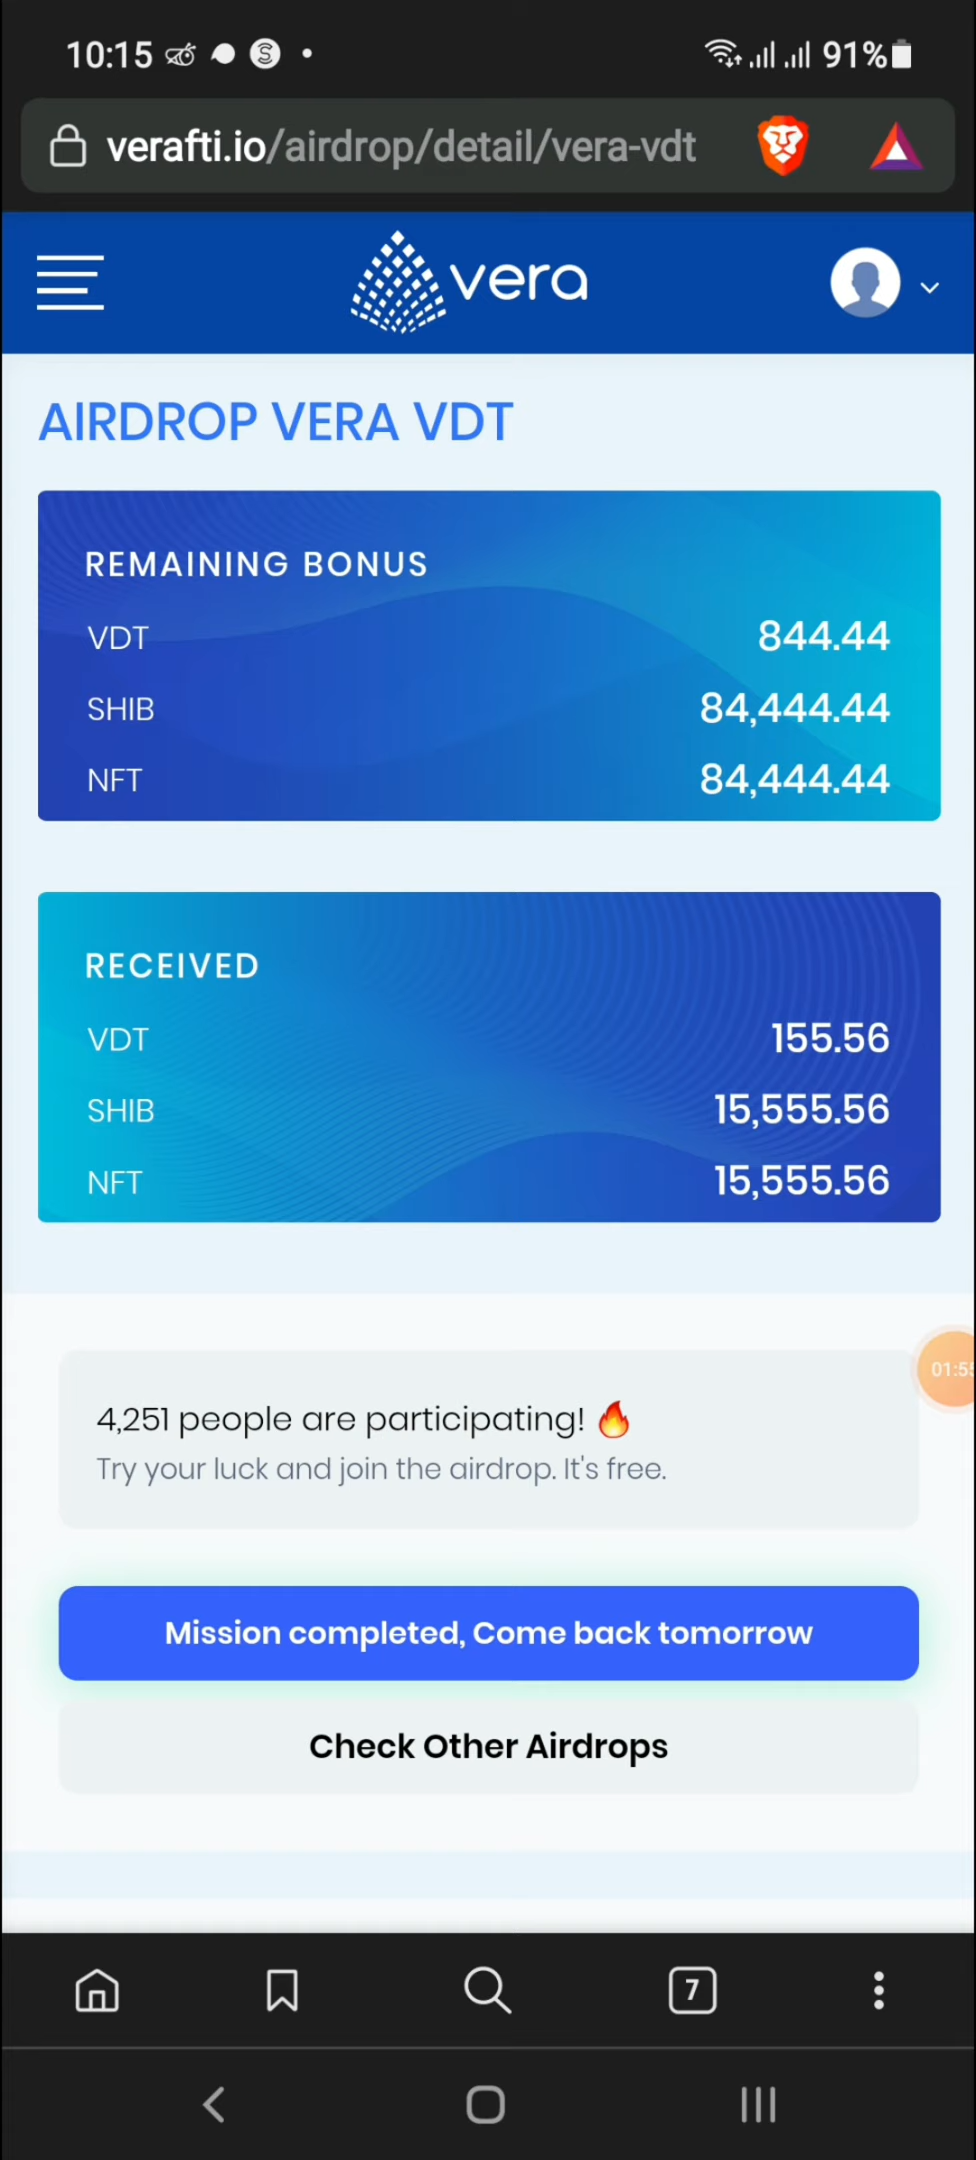 10:15
91%
verafti.io/airdrop/detail/vera-vdt
vera
AIRDROP VERA VDT
REMAINING BONUS
VDT 844.44
SHIB 84,444.44
NFT 84,444.44
RECEIVED
VDT 155.56
SHIB 15,555.56
NFT 15,555.56
01:55
4,251 people are participating! 🔥
Try your luck and join the airdrop. It's free.
Mission completed, Come back tomorrow
Check Other Airdrops
7